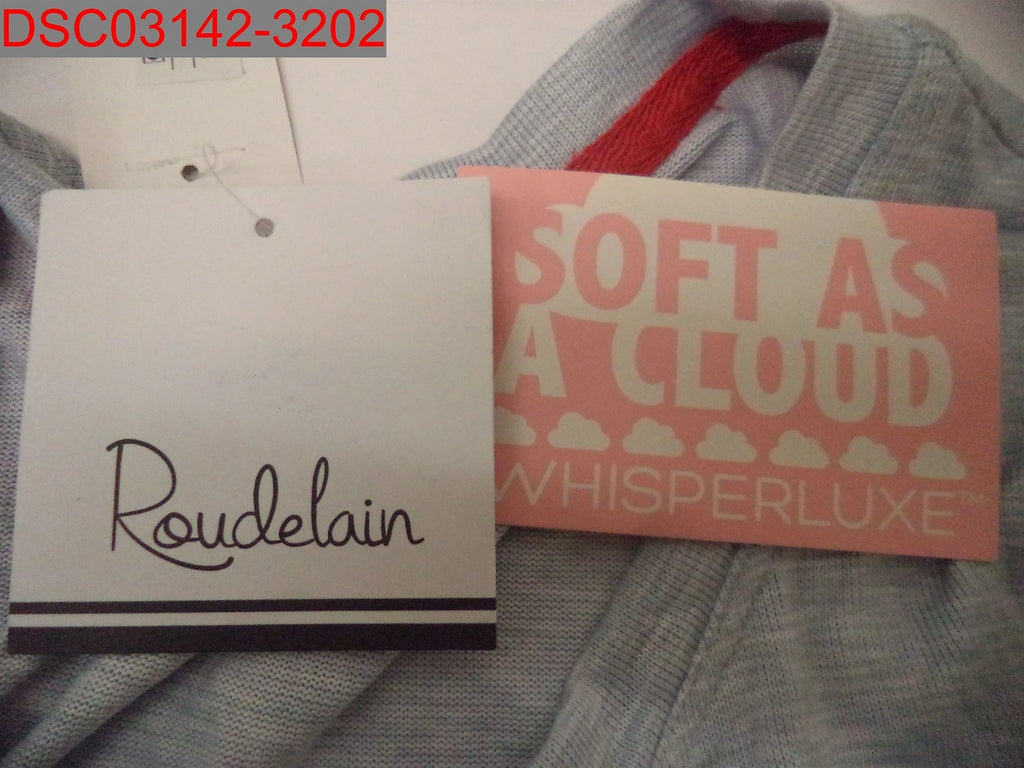 DSC03142-3202
Roudelain
SOFT AS
A CLOUD
WHISPERLUXE™